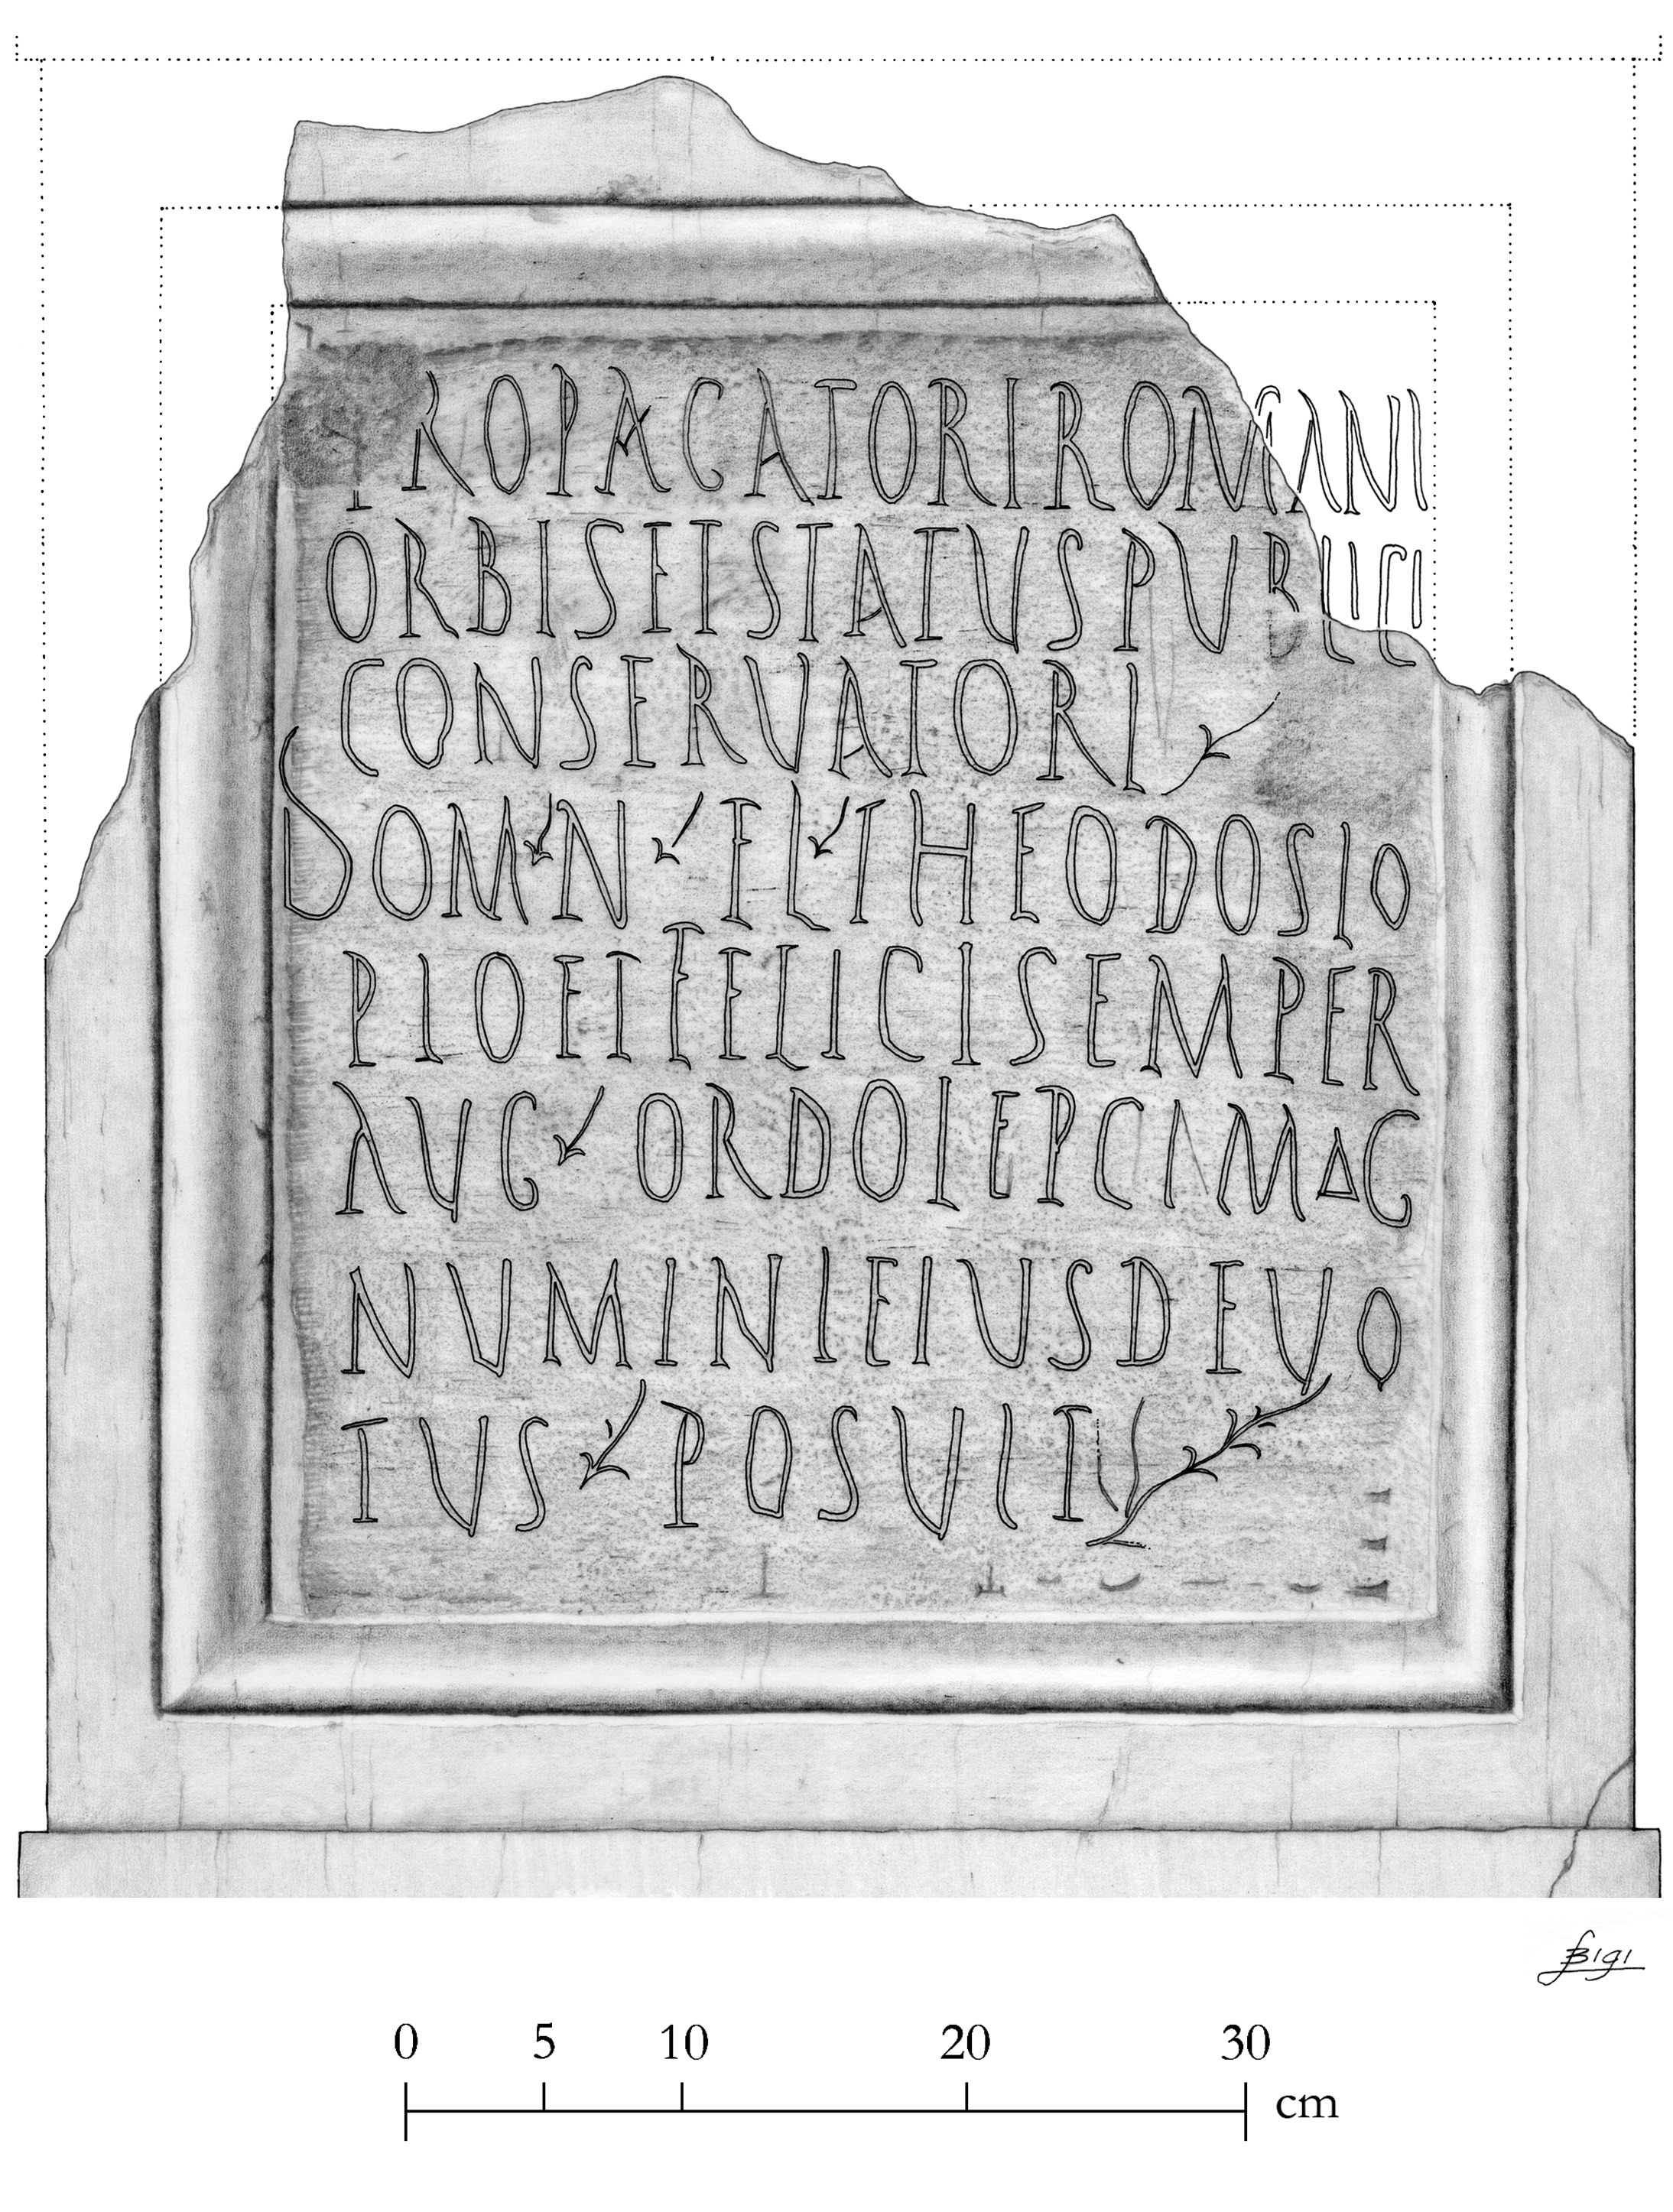 PROPAGATORI ROMANI
ORBIS ET STATUS PUBLICI
CONSERVATORI
DOM N FL THEODOSIO
PIO ET FELICI SEMPER
AUG ORDO LEPCI MAG
NUMINI EIUS DEVO
TUS POSUIT
FBIGI
0 5 10 20 30 cm